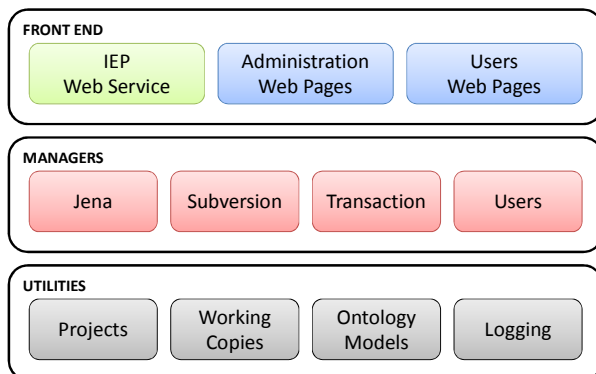 FRONT END
IEP
Web Service
Administration
Web Pages
Users
Web Pages
MANAGERS
Jena
Subversion
Transaction
Users
UTILITIES
Projects
Working
Copies
Ontology
Models
Logging